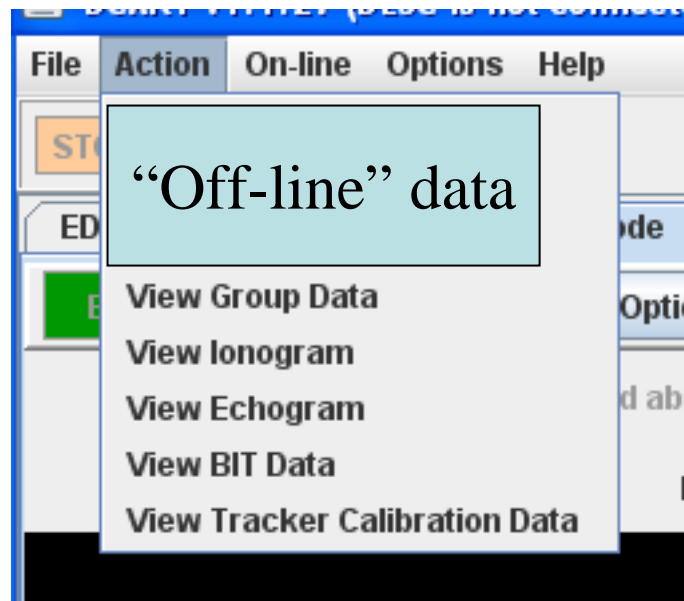 File Action On-line Options Help
“Off-line” data
View Group Data
View Ionogram
View Echogram
View BIT Data
View Tracker Calibration Data